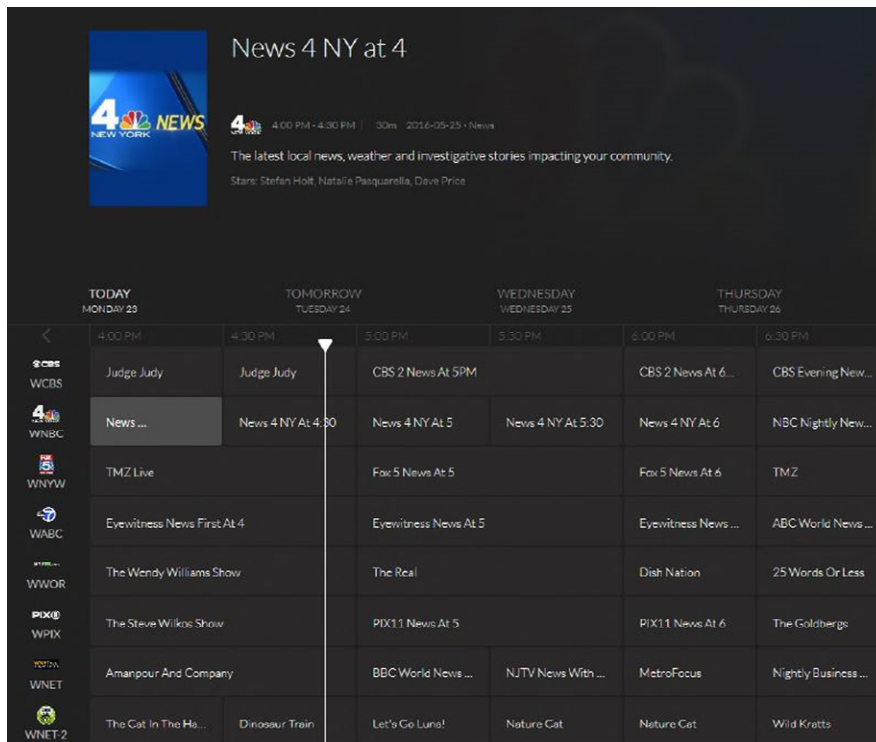 News 4 NY at 4
4 NEWS
NEW YORK
4 4:00 PM - 4:30 PM 30m 2016-05-25 • News
The latest local news, weather and investigative stories impacting your community.
Stars: Stefan Holt, Natalie Pasquarella, Dave Price
TODAY TOMORROW WEDNESDAY THURSDAY
MONDAY 23 TUESDAY 24 WEDNESDAY 25 THURSDAY 26
4:00 PM 4:30 PM 5:00 PM 5:30 PM 6:00 PM 6:30 PM
CBS
WCBS Judge Judy Judge Judy CBS 2 News At 5PM CBS 2 News At 6... CBS Evening New...
4
WNBC News ... News 4 NY At 4:30 News 4 NY At 5 News 4 NY At 5:30 News 4 NY At 6 NBC Nightly New...
FOX 5
WNYW TMZ Live Fox 5 News At 5 Fox 5 News At 6 TMZ
7
WABC Eyewitness News First At 4 Eyewitness News At 5 Eyewitness News ... ABC World News ...
WWOR The Wendy Williams Show The Real Dish Nation 25 Words Or Less
PIX11
WPIX The Steve Wilkos Show PIX11 News At 5 PIX11 News At 6 The Goldbergs
WNET Amanpour And Company BBC World News ... NJTV News With ... MetroFocus Nightly Business ...
WNET-2 The Cat In The Ha... Dinosaur Train Let's Go Luna! Nature Cat Nature Cat Wild Kratts